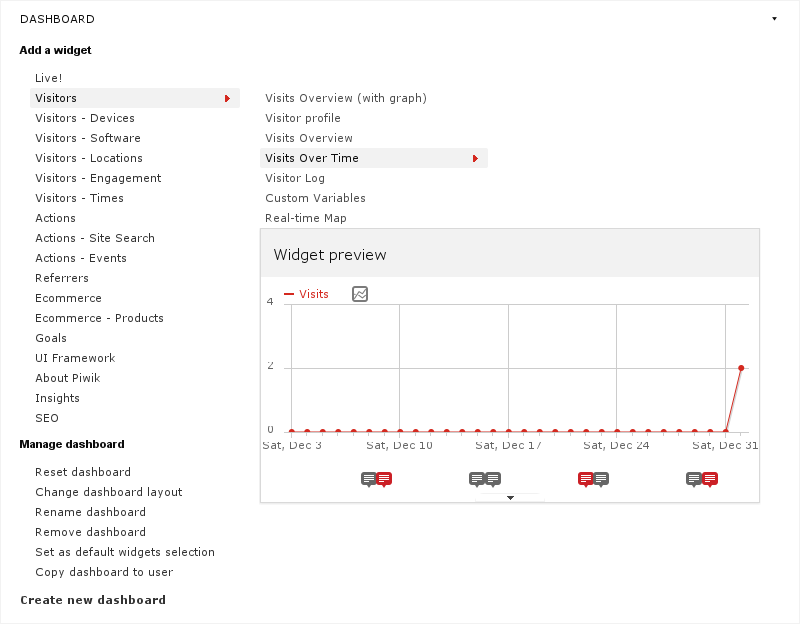 DASHBOARD
Add a widget
Live!
Visitors
Visitors - Devices
Visitors - Software
Visitors - Locations
Visitors - Engagement
Visitors - Times
Actions
Actions - Site Search
Actions - Events
Referrers
Ecommerce
Ecommerce - Products
Goals
UI Framework
About Piwik
Insights
SEO
Manage dashboard
Reset dashboard
Change dashboard layout
Rename dashboard
Remove dashboard
Set as default widgets selection
Copy dashboard to user
Create new dashboard
Visits Overview (with graph)
Visitor profile
Visits Overview
Visits Over Time
Visitor Log
Custom Variables
Real-time Map
Widget preview
Visits
4
2
0
Sat, Dec 3 Sat, Dec 10 Sat, Dec 17 Sat, Dec 24 Sat, Dec 31